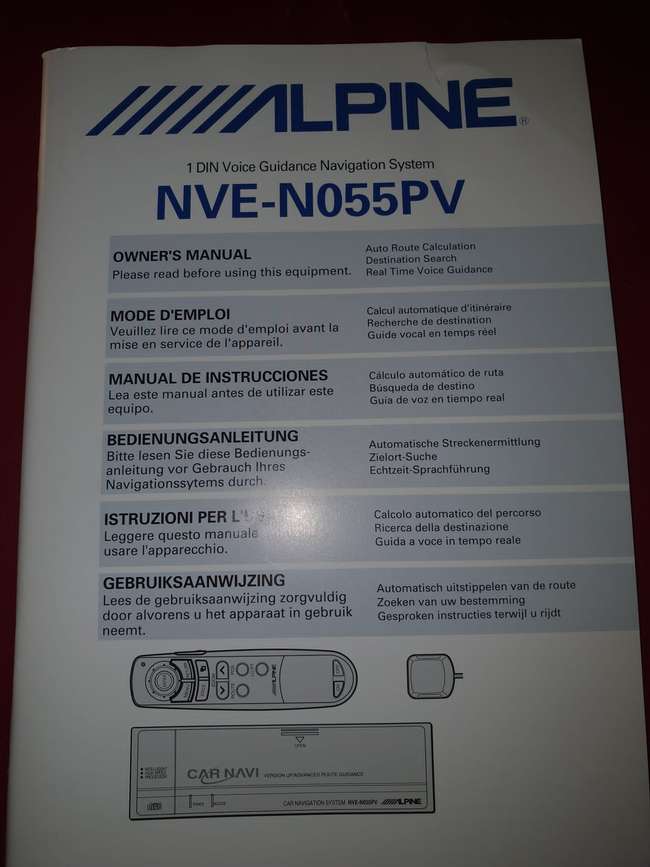 ALPINE®
1 DIN Voice Guidance Navigation System
NVE-N055PV
OWNER'S MANUAL
Please read before using this equipment.
Auto Route Calculation
Destination Search
Real Time Voice Guidance
MODE D'EMPLOI
Veuillez lire ce mode d'emploi avant la
mise en service de l'appareil.
Calcul automatique d'itinéraire
Recherche de destination
Guide vocal en temps réel
MANUAL DE INSTRUCCIONES
Lea este manual antes de utilizar este
equipo.
Cálculo automático de ruta
Búsqueda de destino
Guía de voz en tiempo real
BEDIENUNGSANLEITUNG
Bitte lesen Sie diese Bedienungs-
anleitung vor Gebrauch Ihres
Navigationssytems durch.
Automatische Streckenermittlung
Zielort-Suche
Echtzeit-Sprachführung
ISTRUZIONI PER
Leggere questo manuale
usare l'apparecchio.
Calcolo automatico del percorso
Ricerca della destinazione
Guida a voce in tempo reale
GEBRUIKSAANWIJZING
Lees de gebruiksaanwijzing zorgvuldig
door alvorens u het apparaat in gebruik
neemt.
Automatisch uitstippelen van de route
Zoeken van uw bestemming
Gesproken instructies terwijl u rijdt
ALPINE
OPEN
CAR NAVI VERSION UP/ADVANCED ROUTE GUIDANCE
CAR NAVIGATION SYSTEM NVE-N055PV ALPINE